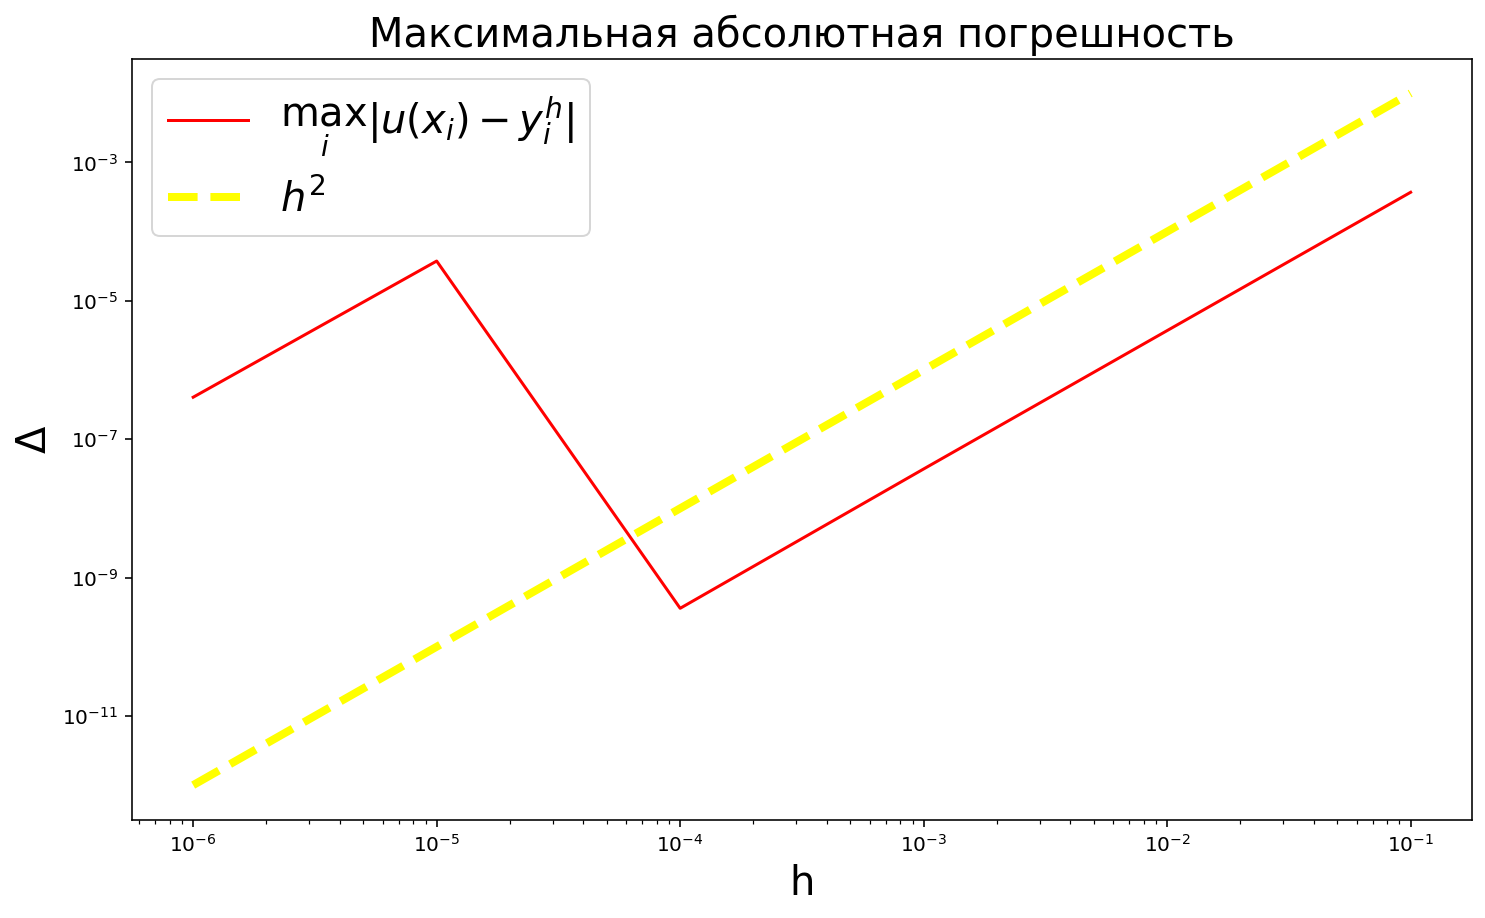 Максимальная абсолютная погрешность
max|u(x_i) − y_i^h|
i
h^2
Δ
10^{-3}
10^{-5}
10^{-7}
10^{-9}
10^{-11}
10^{-6} 10^{-5} 10^{-4} 10^{-3} 10^{-2} 10^{-1}
h